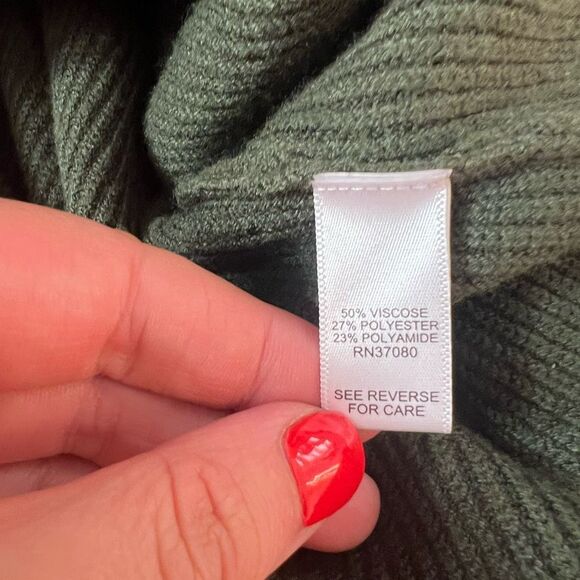 50% VISCOSE
27% POLYESTER
23% POLYAMIDE
RN37080
SEE REVERSE
FOR CARE